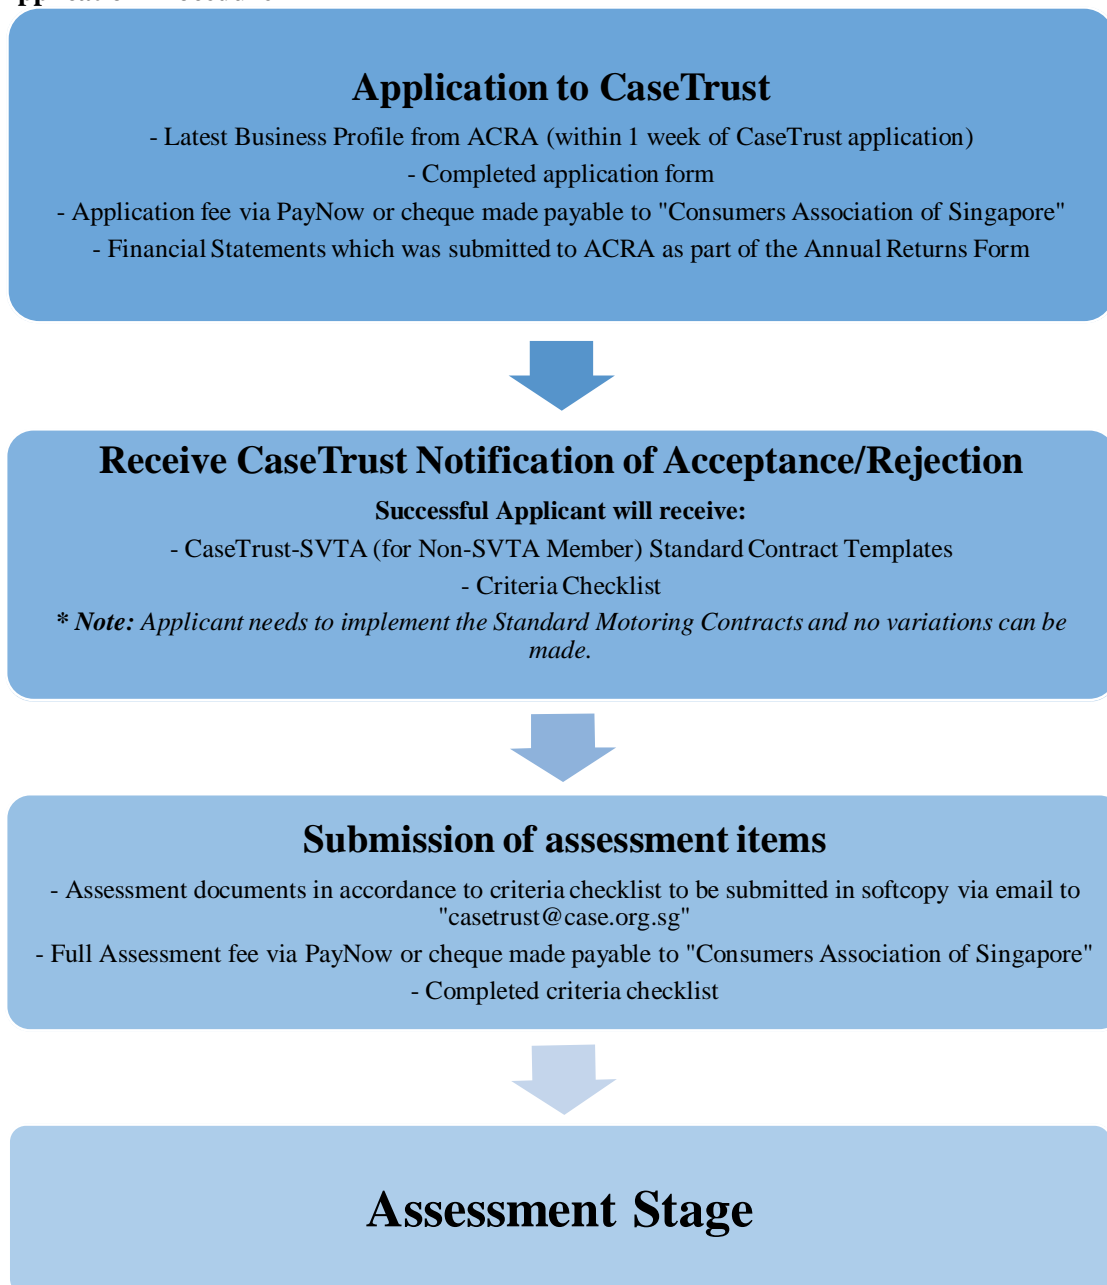 Application to CaseTrust
- Latest Business Profile from ACRA (within 1 week of CaseTrust application)
- Completed application form
- Application fee via PayNow or cheque made payable to "Consumers Association of Singapore"
- Financial Statements which was submitted to ACRA as part of the Annual Returns Form
Receive CaseTrust Notification of Acceptance/Rejection
Successful Applicant will receive:
- CaseTrust-SVTA (for Non-SVTA Member) Standard Contract Templates
- Criteria Checklist
* Note: Applicant needs to implement the Standard Motoring Contracts and no variations can be
made.
Submission of assessment items
- Assessment documents in accordance to criteria checklist to be submitted in softcopy via email to
"casetrust@case.org.sg"
- Full Assessment fee via PayNow or cheque made payable to "Consumers Association of Singapore"
- Completed criteria checklist
Assessment Stage